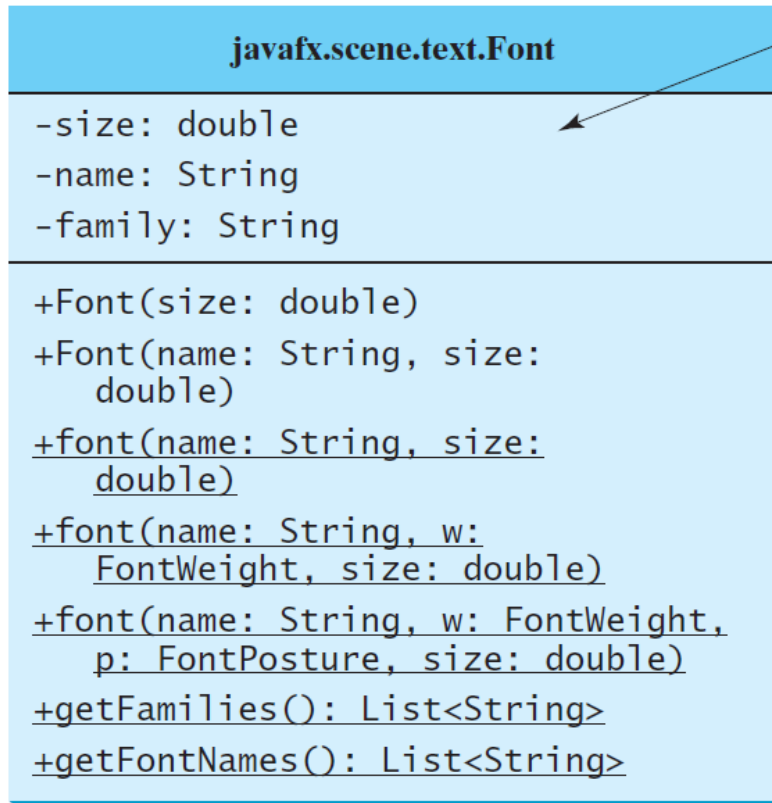 javafx.scene.text.Font
-size: double
-name: String
-family: String
+Font(size: double)
+Font(name: String, size:
double)
+font(name: String, size:
double)
+font(name: String, w:
FontWeight, size: double)
+font(name: String, w: FontWeight,
p: FontPosture, size: double)
+getFamilies(): List<String>
+getFontNames(): List<String>